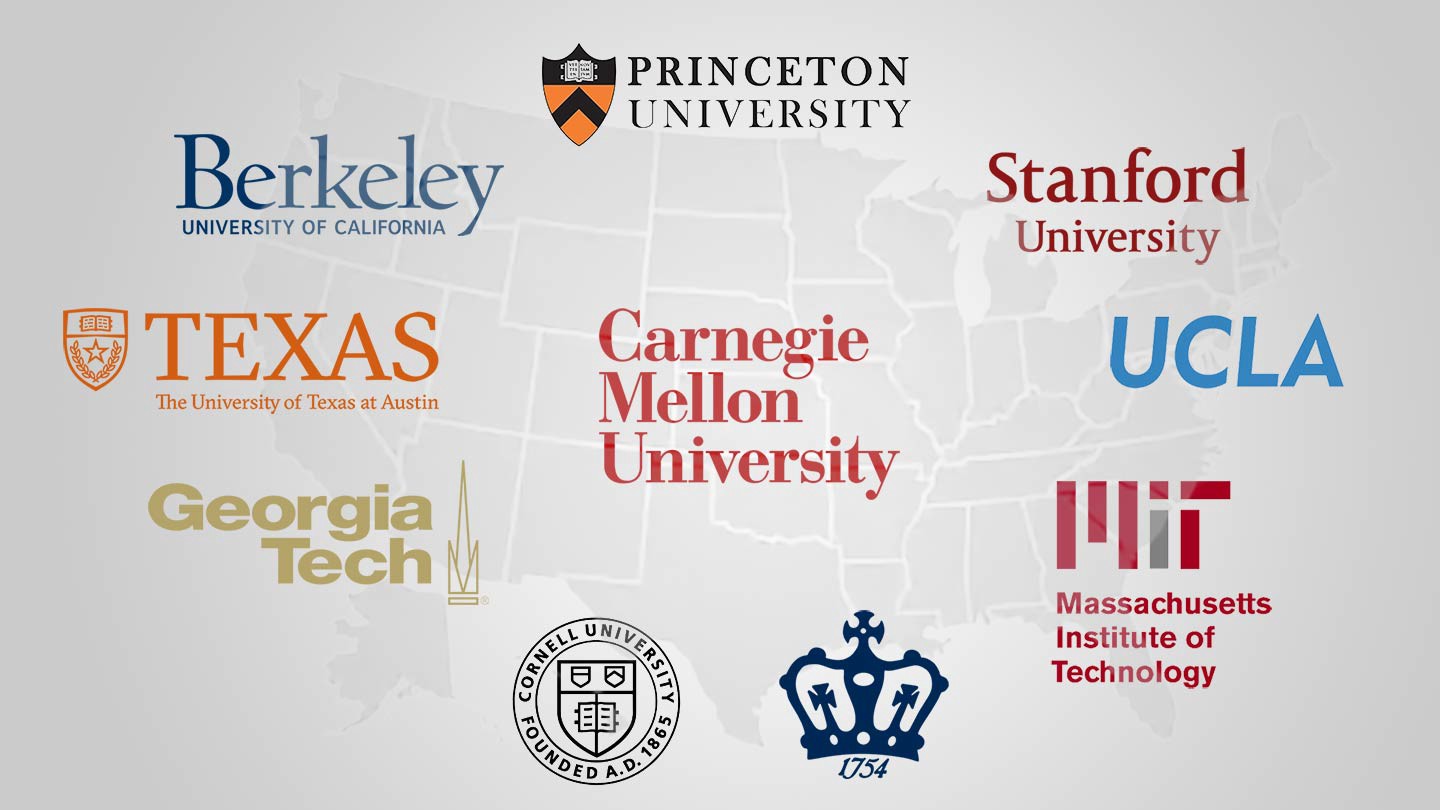 PRINCETON
UNIVERSITY
Berkeley
UNIVERSITY OF CALIFORNIA
Stanford
University
TEXAS
The University of Texas at Austin
Carnegie
Mellon
University
UCLA
Georgia
Tech
®
MIT
Massachusetts
Institute of
Technology
CORNELL UNIVERSITY
FOUNDED A.D. 1865
1754